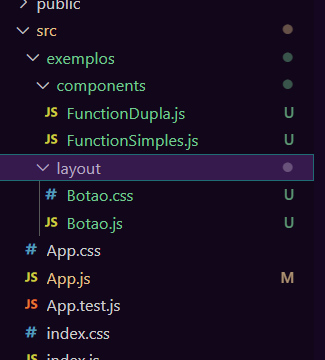 public
src
exemplos
components
JS FunctionDupla.js U
JS FunctionSimples.js U
layout
# Botao.css U
JS Botao.js U
# App.css
JS App.js M
JS App.test.js
# index.css
JS index.js